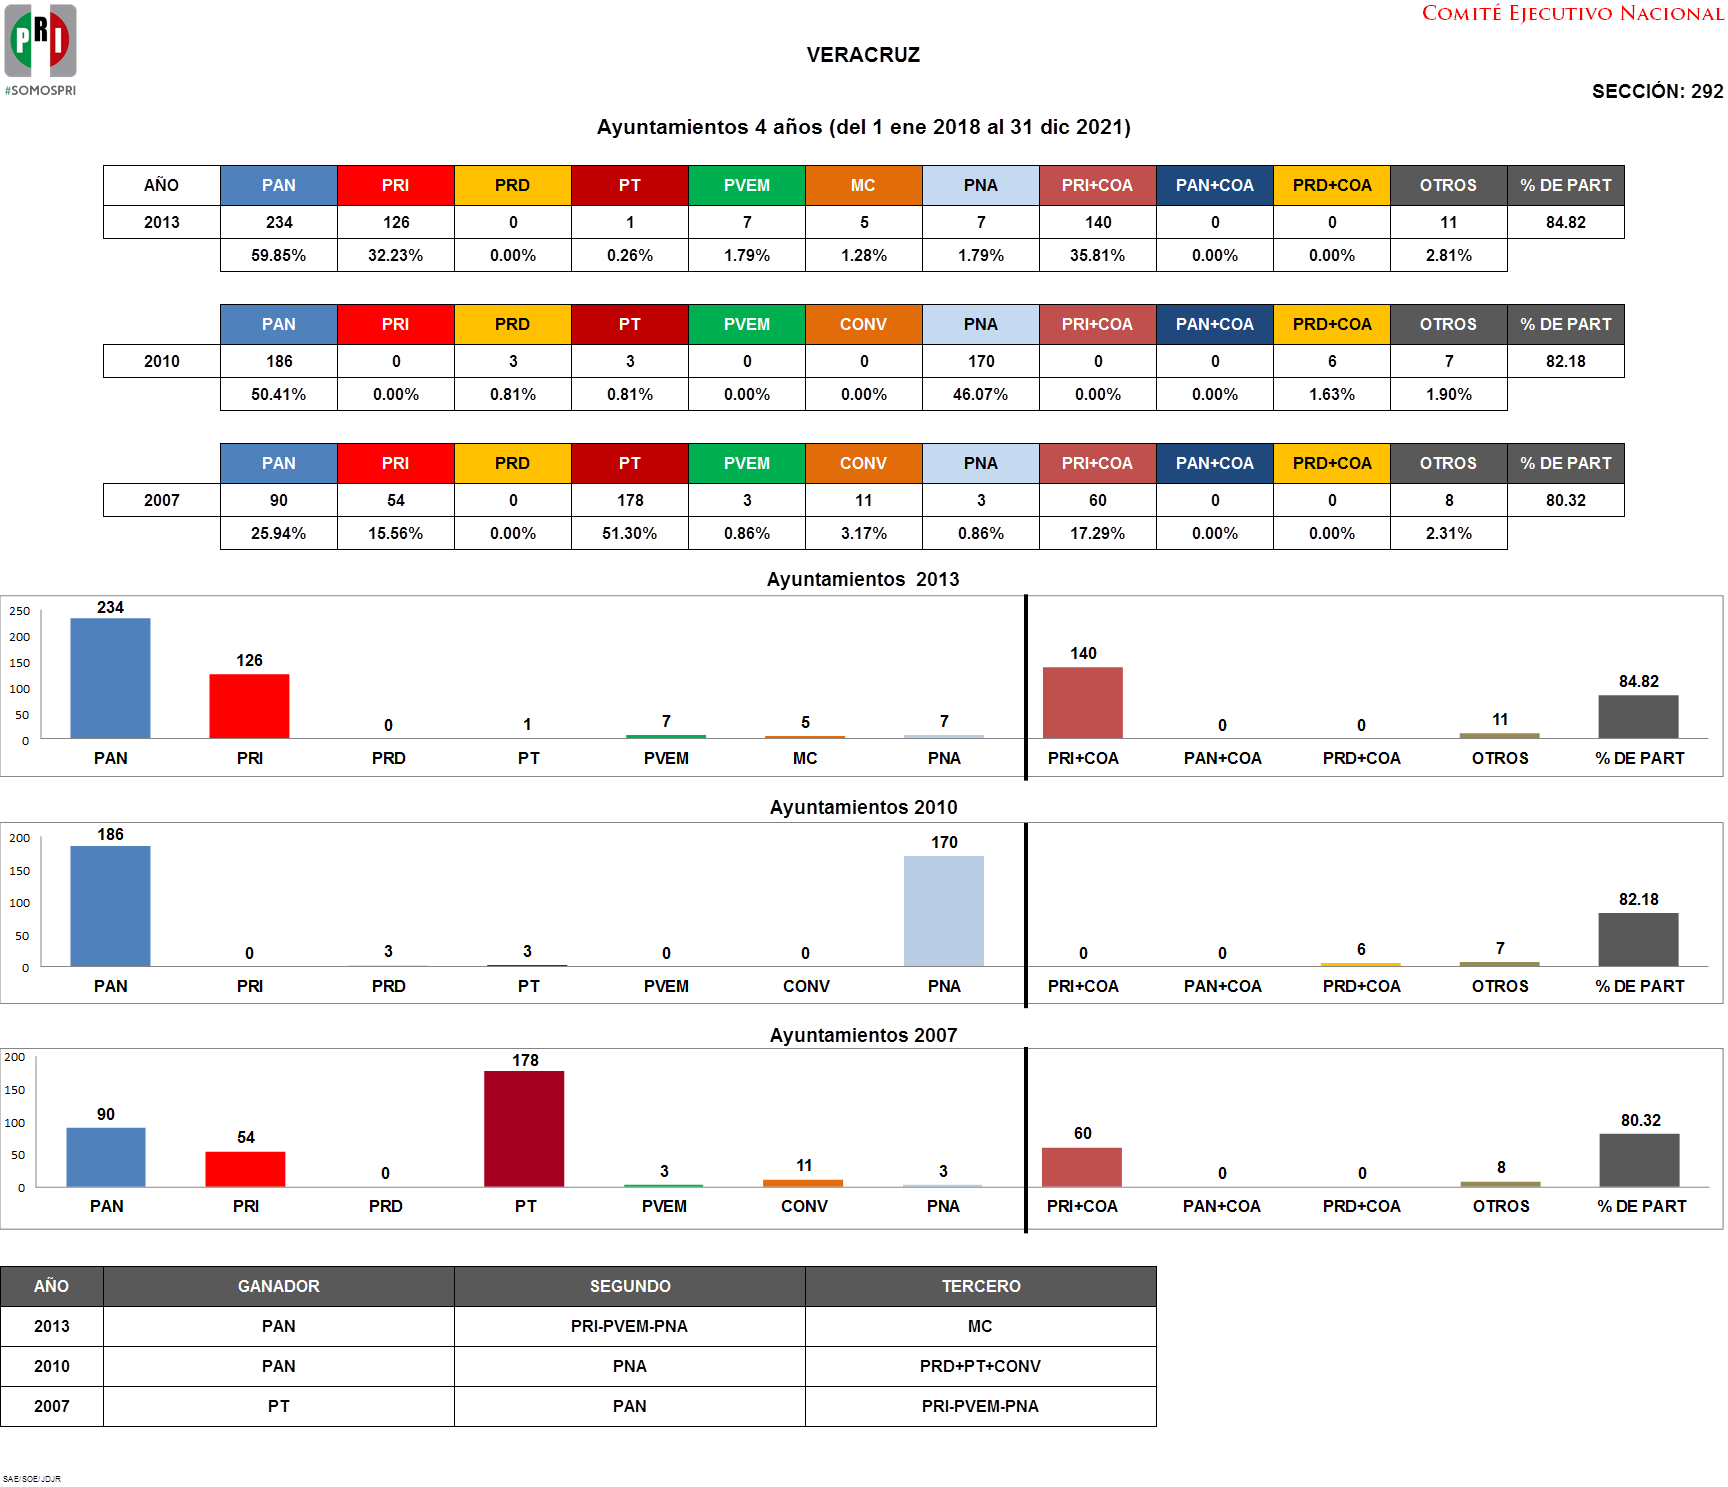 PRI
#SOMOSPRI
COMITÉ EJECUTIVO NACIONAL
VERACRUZ
SECCIÓN: 292
Ayuntamientos 4 años (del 1 ene 2018 al 31 dic 2021)
AÑO PAN PRI PRD PT PVEM MC PNA PRI+COA PAN+COA PRD+COA OTROS % DE PART
2013 234 126 0 1 7 5 7 140 0 0 11 84.82
59.85% 32.23% 0.00% 0.26% 1.79% 1.28% 1.79% 35.81% 0.00% 0.00% 2.81%
PAN PRI PRD PT PVEM CONV PNA PRI+COA PAN+COA PRD+COA OTROS % DE PART
2010 186 0 3 3 0 0 170 0 0 6 7 82.18
50.41% 0.00% 0.81% 0.81% 0.00% 0.00% 46.07% 0.00% 0.00% 1.63% 1.90%
PAN PRI PRD PT PVEM CONV PNA PRI+COA PAN+COA PRD+COA OTROS % DE PART
2007 90 54 0 178 3 11 3 60 0 0 8 80.32
25.94% 15.56% 0.00% 51.30% 0.86% 3.17% 0.86% 17.29% 0.00% 0.00% 2.31%
Ayuntamientos 2013
250
200
150
100
50
0
234 126 0 1 7 5 7 140 0 0 11 84.82
PAN PRI PRD PT PVEM MC PNA PRI+COA PAN+COA PRD+COA OTROS % DE PART
Ayuntamientos 2010
200
150
100
50
0
186 0 3 3 0 0 170 0 0 6 7 82.18
PAN PRI PRD PT PVEM CONV PNA PRI+COA PAN+COA PRD+COA OTROS % DE PART
Ayuntamientos 2007
200
150
100
50
0
90 54 0 178 3 11 3 60 0 0 8 80.32
PAN PRI PRD PT PVEM CONV PNA PRI+COA PAN+COA PRD+COA OTROS % DE PART
AÑO GANADOR SEGUNDO TERCERO
2013 PAN PRI-PVEM-PNA MC
2010 PAN PNA PRD+PT+CONV
2007 PT PAN PRI-PVEM-PNA
SAE/SOE/JDJR